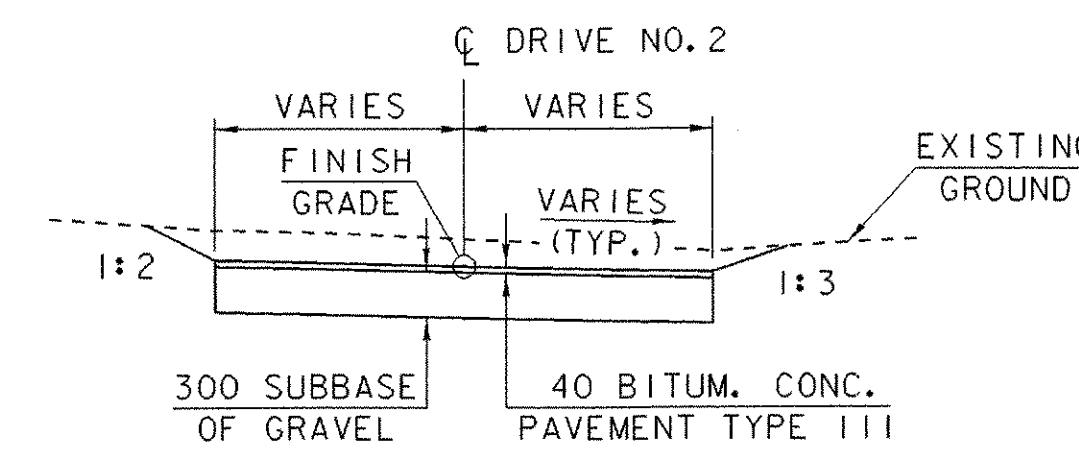 ℄ DRIVE NO. 2
VARIES
VARIES
FINISH
GRADE
VARIES
(TYP.)
EXISTING
GROUND
1:2
1:3
300 SUBBASE
OF GRAVEL
40 BITUM. CONC.
PAVEMENT TYPE III